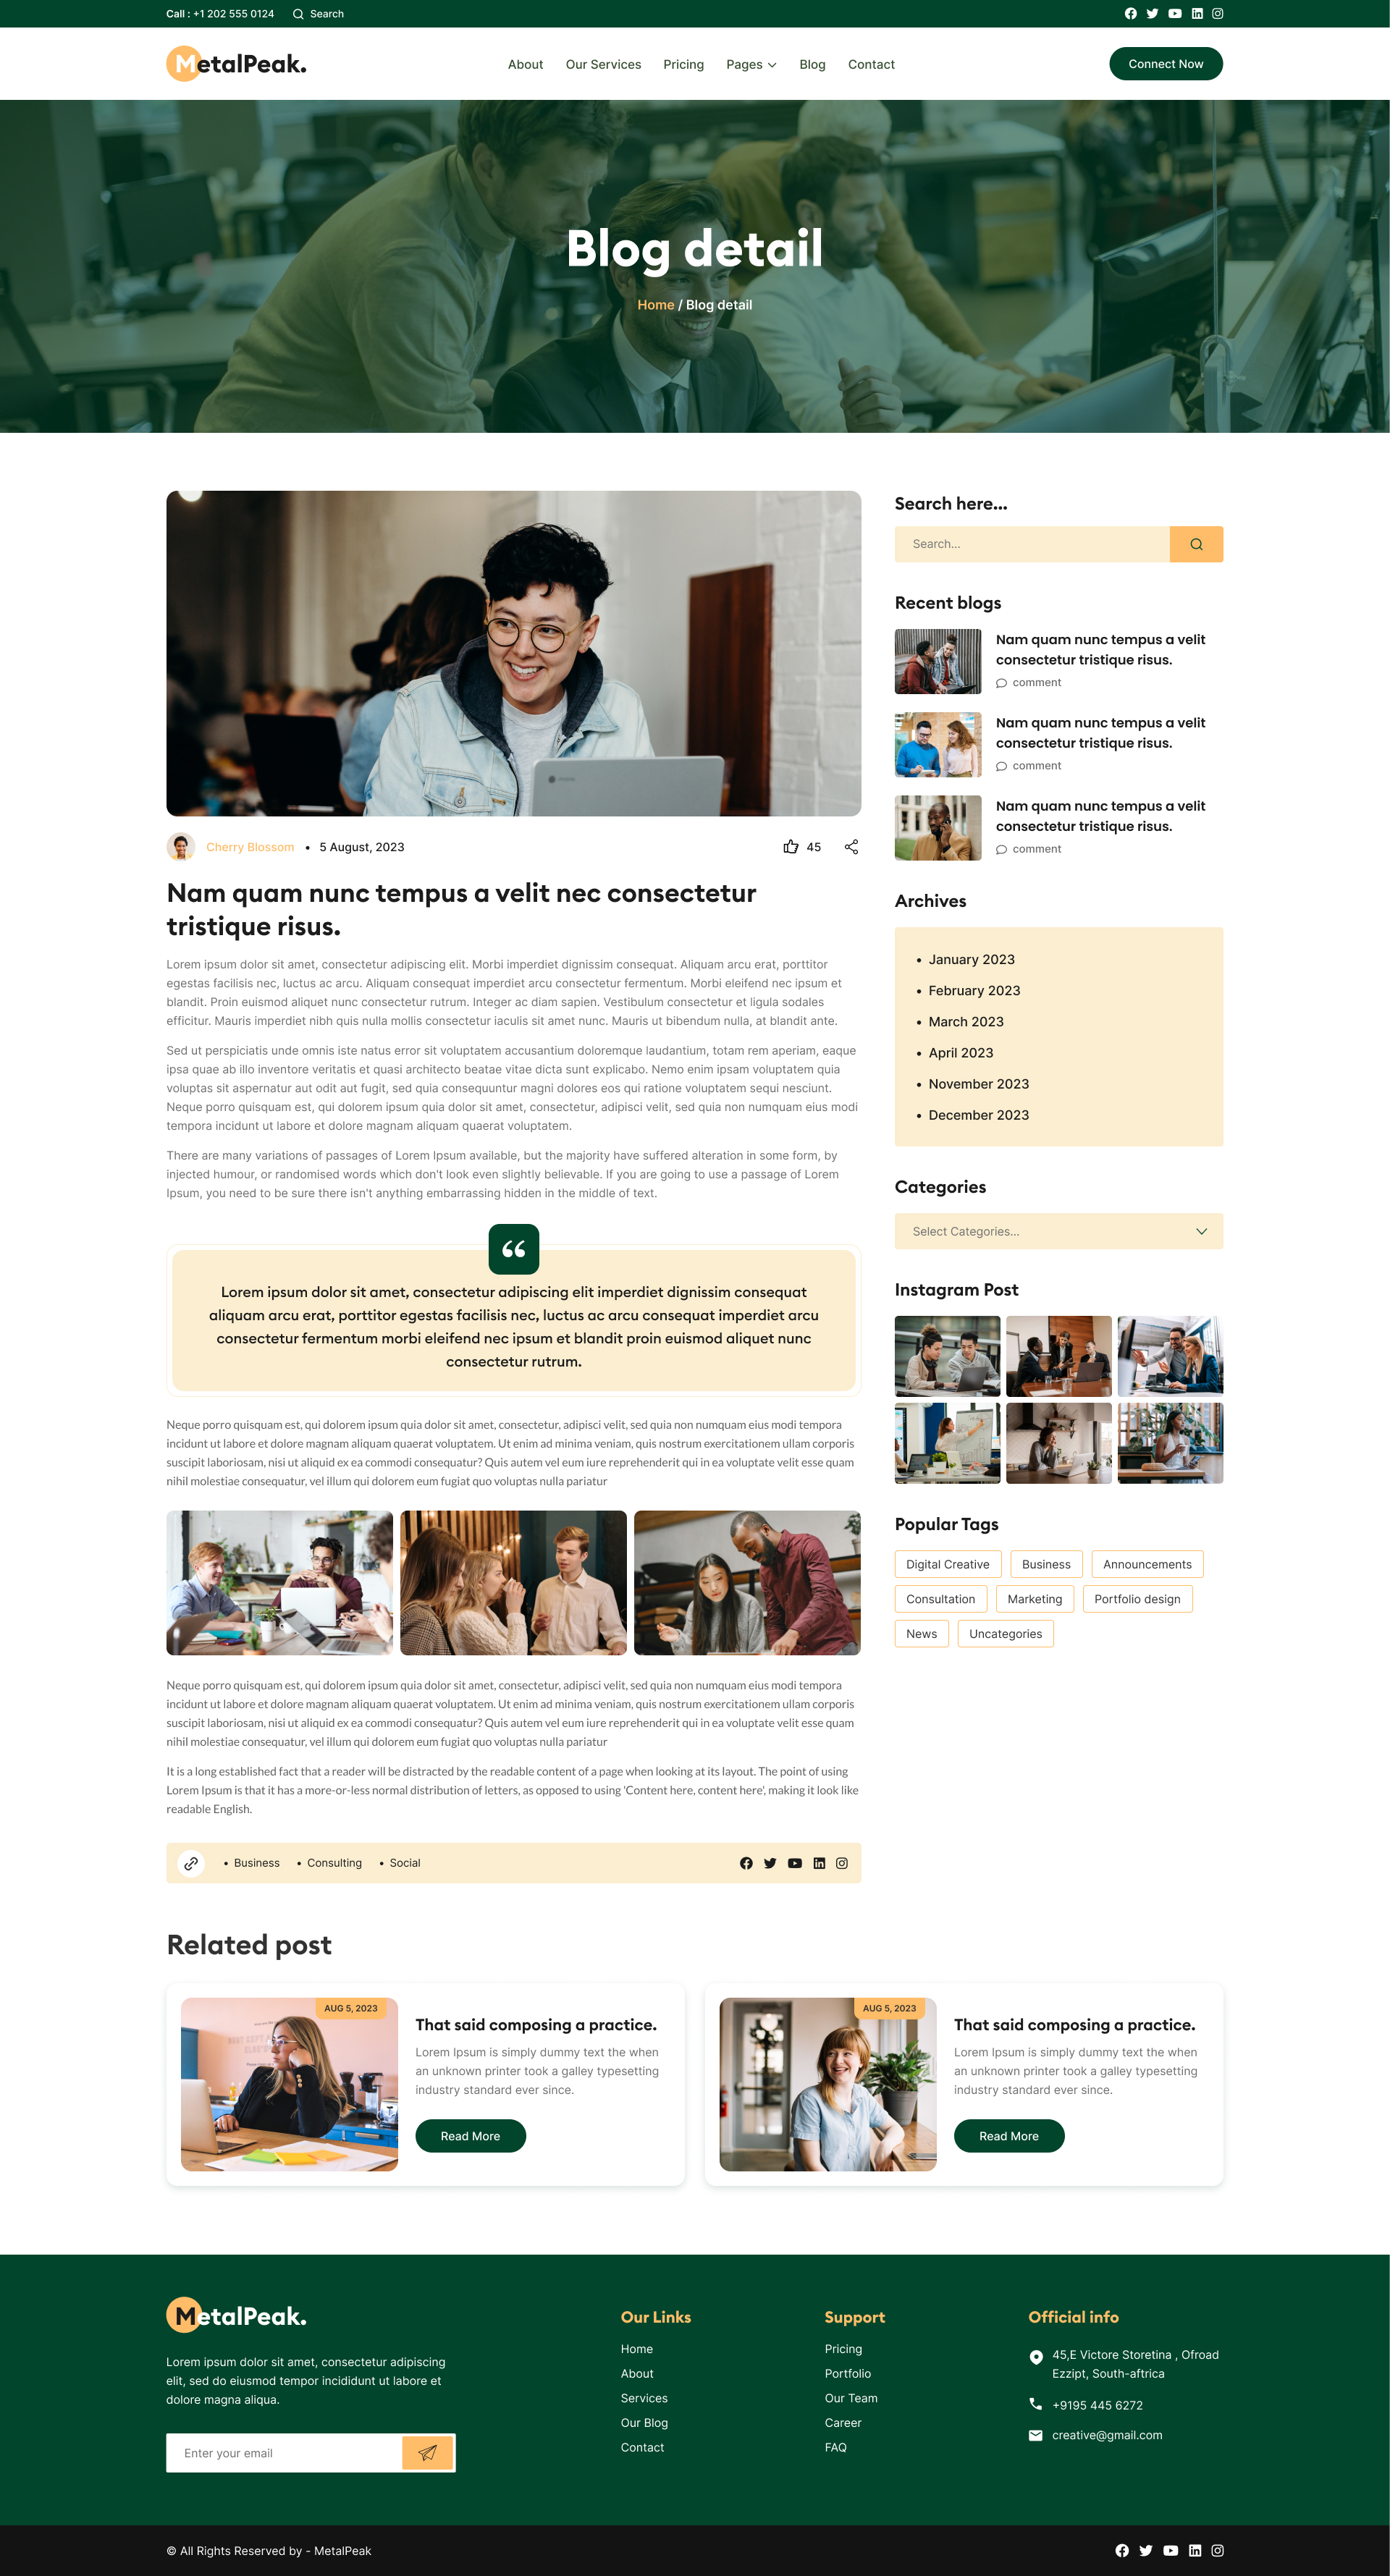 Call : +1 202 555 0124
Search
MetalPeak.
About
Our Services
Pricing
Pages
Blog
Contact
Connect Now
Blog detail
Home / Blog detail
Cherry Blossom • 5 August, 2023
45
Nam quam nunc tempus a velit nec consectetur
tristique risus.
Lorem ipsum dolor sit amet, consectetur adipiscing elit. Morbi imperdiet dignissim consequat. Aliquam arcu erat, porttitor
egestas facilisis nec, luctus ac arcu. Aliquam consequat imperdiet arcu consectetur fermentum. Morbi eleifend nec ipsum et
blandit. Proin euismod aliquet nunc consectetur rutrum. Integer ac diam sapien. Vestibulum consectetur et ligula sodales
efficitur. Mauris imperdiet nibh quis nulla mollis consectetur iaculis sit amet nunc. Mauris ut bibendum nulla, at blandit ante.
Sed ut perspiciatis unde omnis iste natus error sit voluptatem accusantium doloremque laudantium, totam rem aperiam, eaque
ipsa quae ab illo inventore veritatis et quasi architecto beatae vitae dicta sunt explicabo. Nemo enim ipsam voluptatem quia
voluptas sit aspernatur aut odit aut fugit, sed quia consequuntur magni dolores eos qui ratione voluptatem sequi nesciunt.
Neque porro quisquam est, qui dolorem ipsum quia dolor sit amet, consectetur, adipisci velit, sed quia non numquam eius modi
tempora incidunt ut labore et dolore magnam aliquam quaerat voluptatem.
There are many variations of passages of Lorem Ipsum available, but the majority have suffered alteration in some form, by
injected humour, or randomised words which don't look even slightly believable. If you are going to use a passage of Lorem
Ipsum, you need to be sure there isn't anything embarrassing hidden in the middle of text.
“
Lorem ipsum dolor sit amet, consectetur adipiscing elit imperdiet dignissim consequat
aliquam arcu erat, porttitor egestas facilisis nec, luctus ac arcu consequat imperdiet arcu
consectetur fermentum morbi eleifend nec ipsum et blandit proin euismod aliquet nunc
consectetur rutrum.
Neque porro quisquam est, qui dolorem ipsum quia dolor sit amet, consectetur, adipisci velit, sed quia non numquam eius modi tempora
incidunt ut labore et dolore magnam aliquam quaerat voluptatem. Ut enim ad minima veniam, quis nostrum exercitationem ullam corporis
suscipit laboriosam, nisi ut aliquid ex ea commodi consequatur? Quis autem vel eum iure reprehenderit qui in ea voluptate velit esse quam
nihil molestiae consequatur, vel illum qui dolorem eum fugiat quo voluptas nulla pariatur
Neque porro quisquam est, qui dolorem ipsum quia dolor sit amet, consectetur, adipisci velit, sed quia non numquam eius modi tempora
incidunt ut labore et dolore magnam aliquam quaerat voluptatem. Ut enim ad minima veniam, quis nostrum exercitationem ullam corporis
suscipit laboriosam, nisi ut aliquid ex ea commodi consequatur? Quis autem vel eum iure reprehenderit qui in ea voluptate velit esse quam
nihil molestiae consequatur, vel illum qui dolorem eum fugiat quo voluptas nulla pariatur
It is a long established fact that a reader will be distracted by the readable content of a page when looking at its layout. The point of using
Lorem Ipsum is that it has a more-or-less normal distribution of letters, as opposed to using 'Content here, content here', making it look like
readable English.
• Business • Consulting • Social
Search here...
Search...
Recent blogs
Nam quam nunc tempus a velit
consectetur tristique risus.
comment
Nam quam nunc tempus a velit
consectetur tristique risus.
comment
Nam quam nunc tempus a velit
consectetur tristique risus.
comment
Archives
• January 2023
• February 2023
• March 2023
• April 2023
• November 2023
• December 2023
Categories
Select Categories...
Instagram Post
Popular Tags
Digital Creative
Business
Announcements
Consultation
Marketing
Portfolio design
News
Uncategories
Related post
AUG 5, 2023
That said composing a practice.
Lorem Ipsum is simply dummy text the when
an unknown printer took a galley typesetting
industry standard ever since.
Read More
AUG 5, 2023
That said composing a practice.
Lorem Ipsum is simply dummy text the when
an unknown printer took a galley typesetting
industry standard ever since.
Read More
MetalPeak.
Lorem ipsum dolor sit amet, consectetur adipiscing
elit, sed do eiusmod tempor incididunt ut labore et
dolore magna aliqua.
Enter your email
Our Links
Home
About
Services
Our Blog
Contact
Support
Pricing
Portfolio
Our Team
Career
FAQ
Official info
45,E Victore Storetina , Ofroad
Ezzipt, South-aftrica
+9195 445 6272
creative@gmail.com
© All Rights Reserved by - MetalPeak